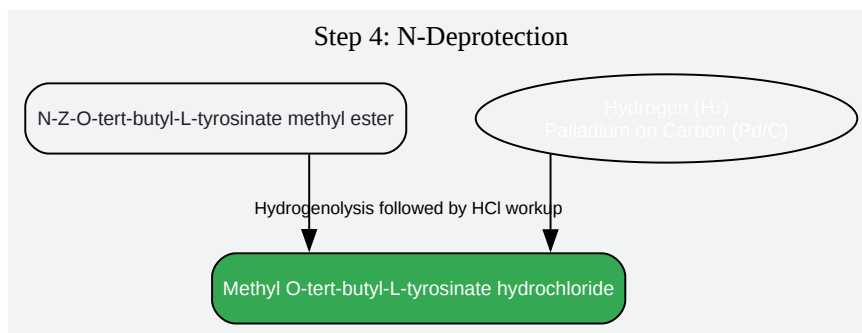 Step 4: N-Deprotection
N-Z-O-tert-butyl-L-tyrosinate methyl ester
Hydrogen (H₂)
Palladium on Carbon (Pd/C)
Hydrogenolysis followed by HCl workup
Methyl O-tert-butyl-L-tyrosinate hydrochloride